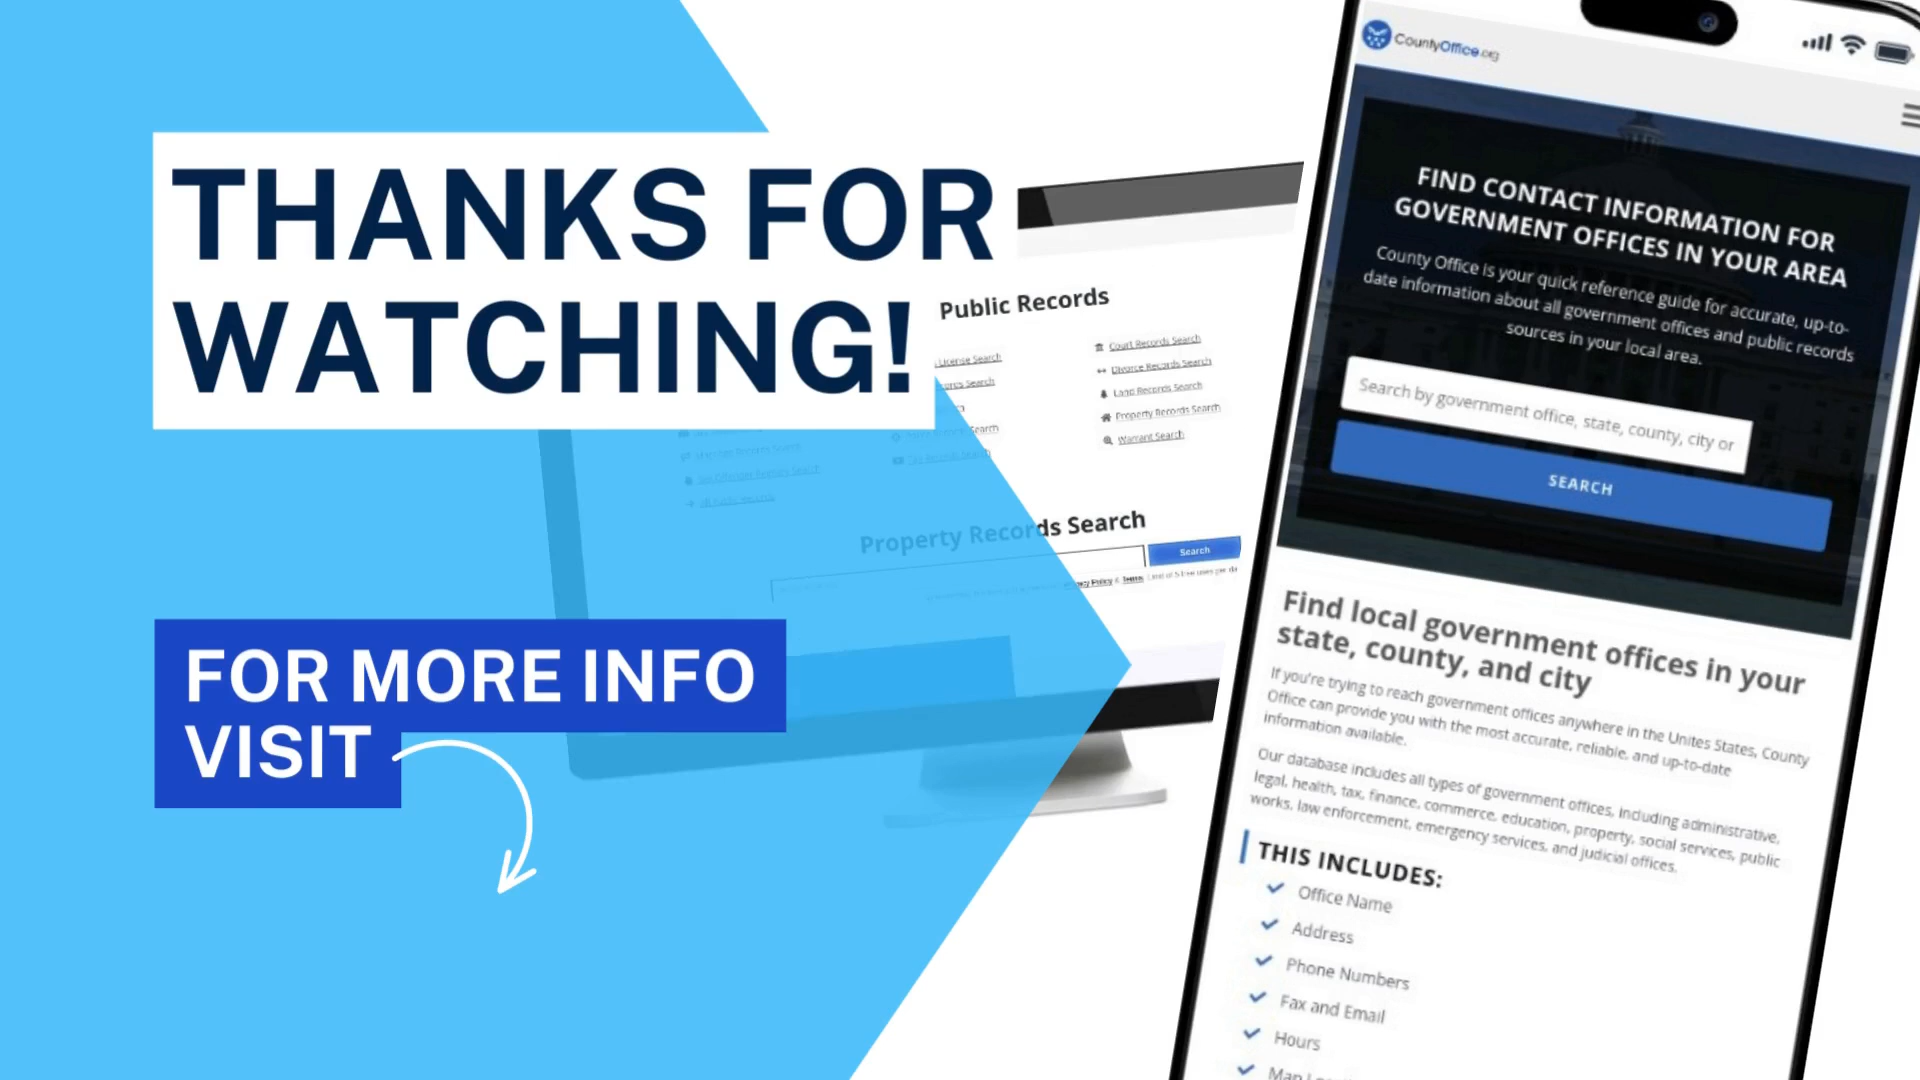 THANKS FOR
WATCHING!
FOR MORE INFO
VISIT
Public Records
License Search
Search
Search
Court Records Search
Divorce Records Search
Land Records Search
Property Records Search
Warrant Search
Property Records Search
Search
Policy & Terms.
CountyOffice.org
FIND CONTACT INFORMATION FOR
GOVERNMENT OFFICES IN YOUR AREA
County Office is your quick reference guide for accurate, up-to-
date information about all government offices and public records
sources in your local area.
Search by government office, state, county, city or
SEARCH
Find local government offices in your
state, county, and city
If you're trying to reach government offices anywhere in the Unites States, County
Office can provide you with the most accurate, reliable, and up-to-date
information available.
Our database includes all types of government offices, including administrative,
legal, health, tax, finance, commerce, education, property, social services, public
works, law enforcement, emergency services, and judicial offices.
THIS INCLUDES:
Office Name
Address
Phone Numbers
Fax and Email
Hours
Map